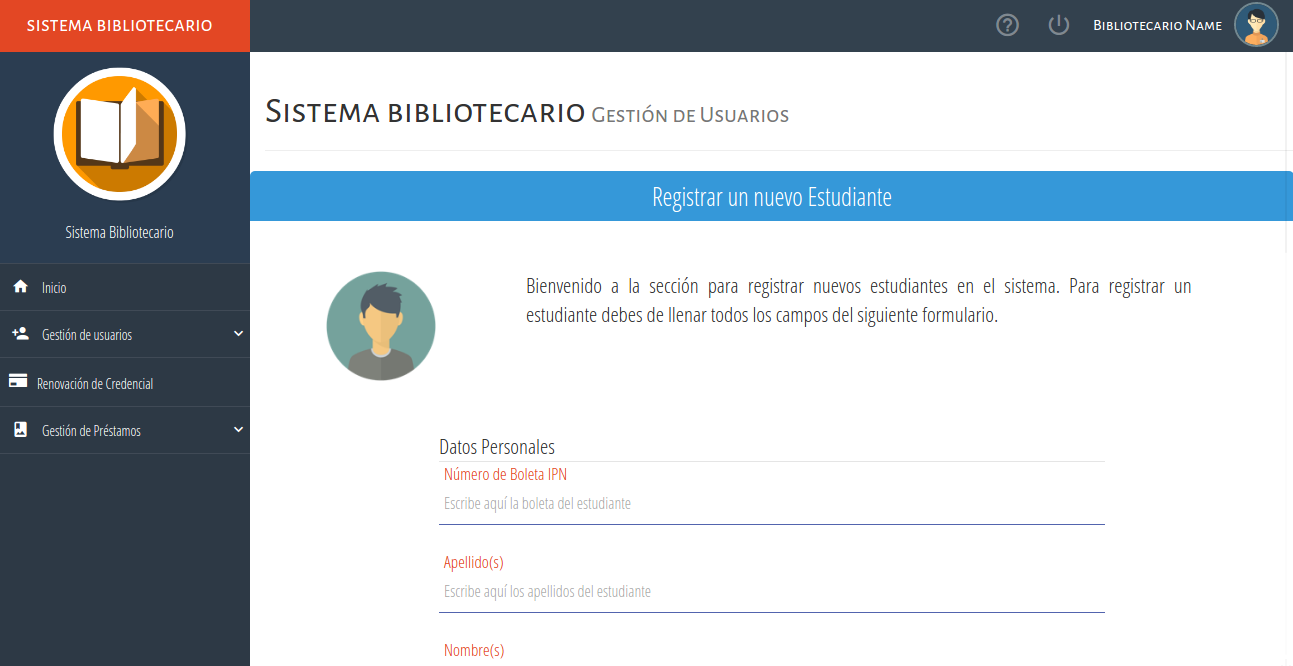 SISTEMA BIBLIOTECARIO
Bibliotecario Name
Sistema Bibliotecario
Inicio
Gestión de usuarios
Renovación de Credencial
Gestión de Préstamos
Sistema bibliotecario Gestión de Usuarios
Registrar un nuevo Estudiante
Bienvenido a la sección para registrar nuevos estudiantes en el sistema. Para registrar un
estudiante debes de llenar todos los campos del siguiente formulario.
Datos Personales
Número de Boleta IPN
Escribe aquí la boleta del estudiante
Apellido(s)
Escribe aquí los apellidos del estudiante
Nombre(s)